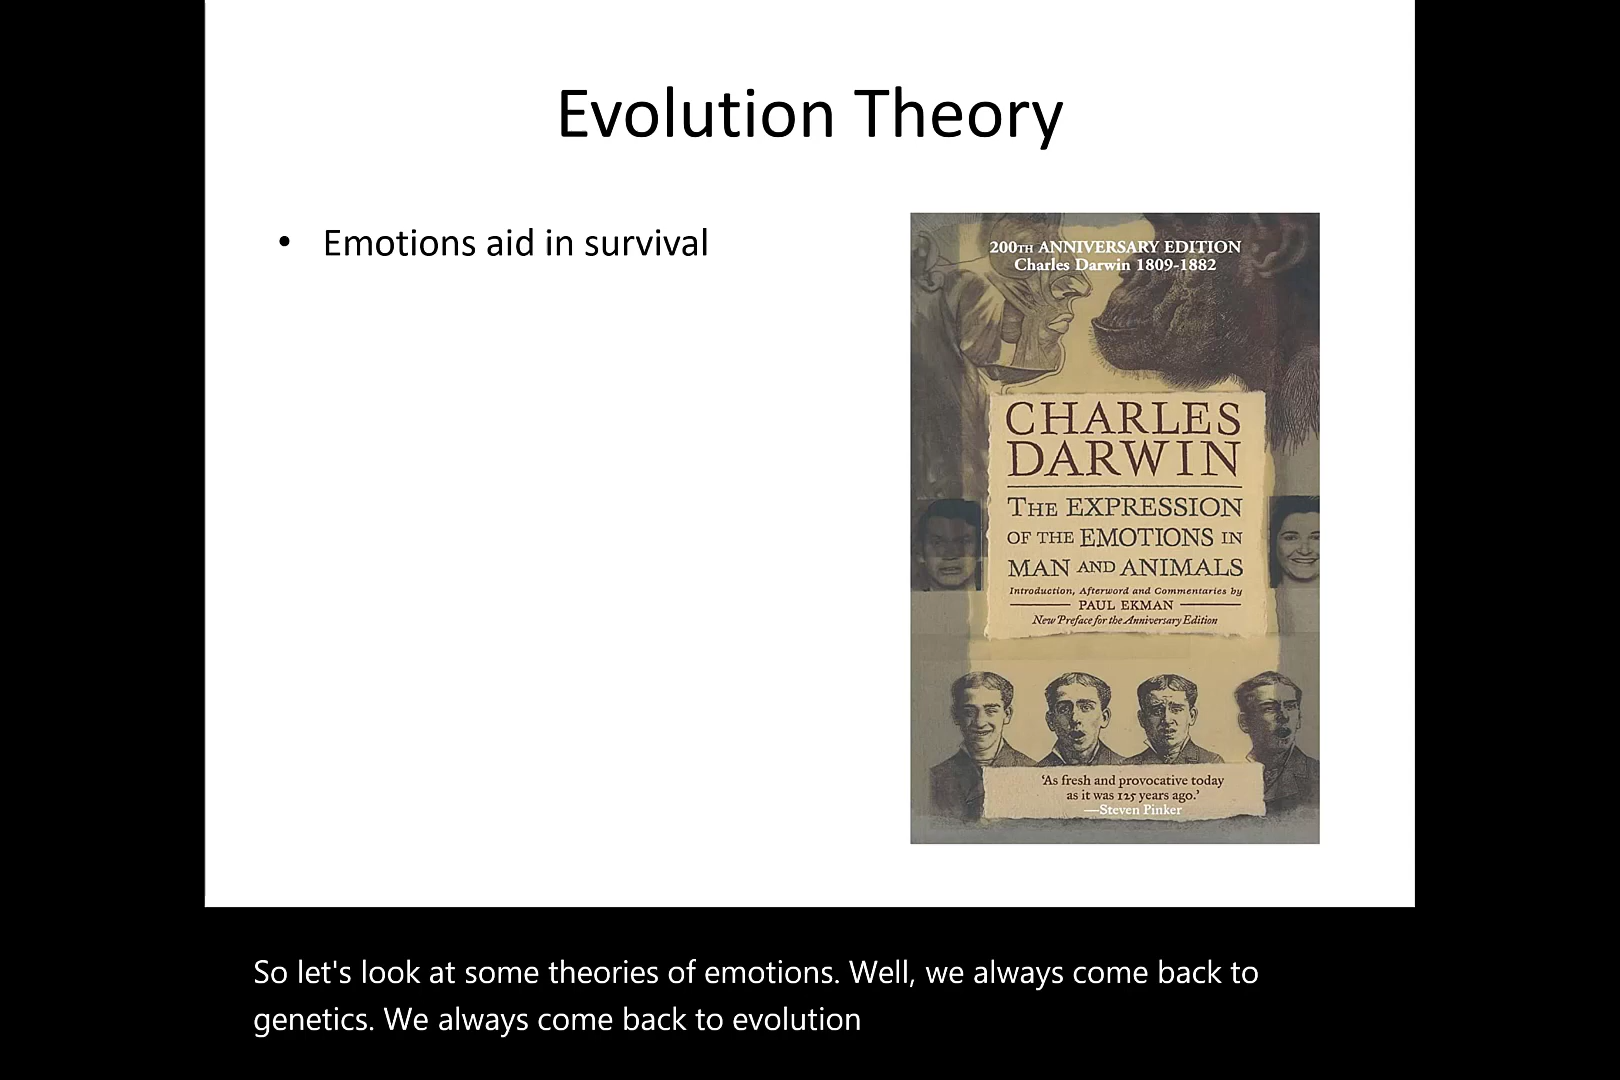 Evolution Theory
• Emotions aid in survival
200TH ANNIVERSARY EDITION
Charles Darwin 1809-1882
CHARLES
DARWIN
THE EXPRESSION
OF THE EMOTIONS IN
MAN AND ANIMALS
Introduction, Afterword and Commentaries by
PAUL EKMAN
New Preface for the Anniversary Edition
'As fresh and provocative today
as it was 125 years ago.'
—Steven Pinker
So let's look at some theories of emotions. Well, we always come back to
genetics. We always come back to evolution